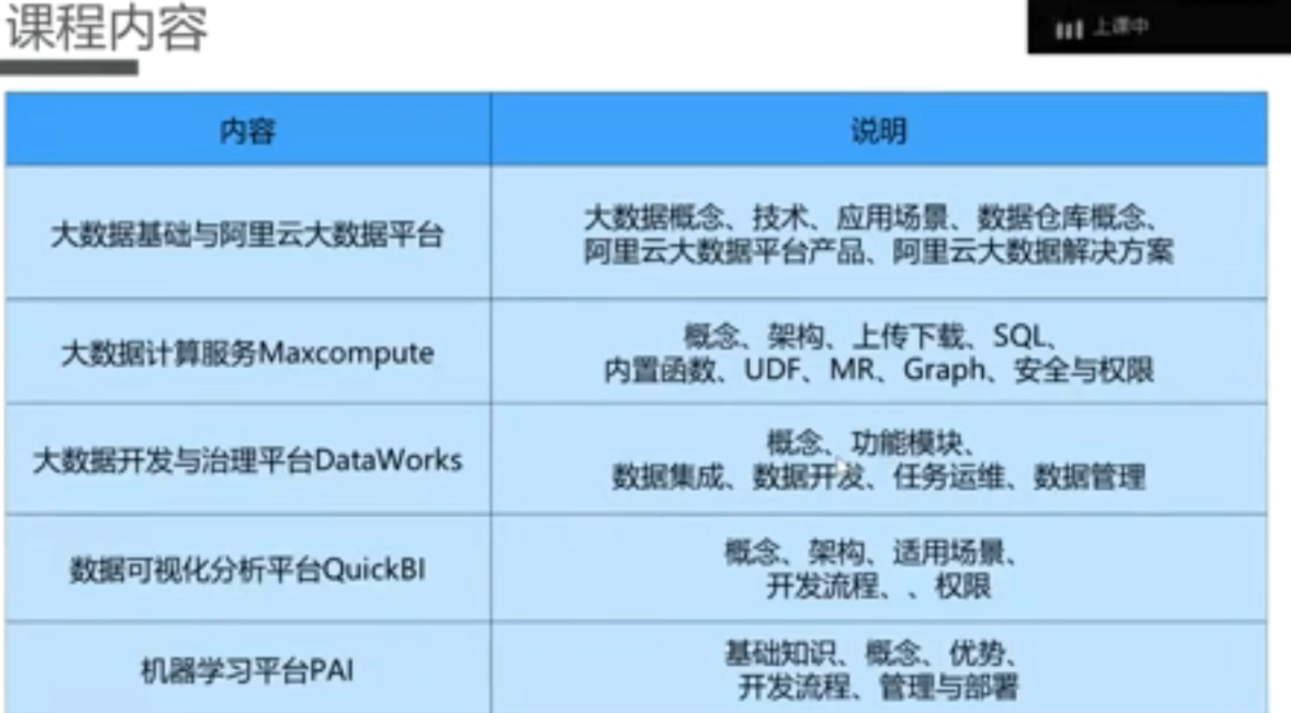 课程内容
上课中
内容
说明
大数据基础与阿里云大数据平台
大数据概念、技术、应用场景、数据仓库概念、
阿里云大数据平台产品、阿里云大数据解决方案
大数据计算服务Maxcompute
概念、架构、上传下载、SQL、
内置函数、UDF、MR、Graph、安全与权限
大数据开发与治理平台DataWorks
概念、功能模块、
数据集成、数据开发、任务运维、数据管理
数据可视化分析平台QuickBI
概念、架构、适用场景、
开发流程、、权限
机器学习平台PAI
基础知识、概念、优势、
开发流程、管理与部署